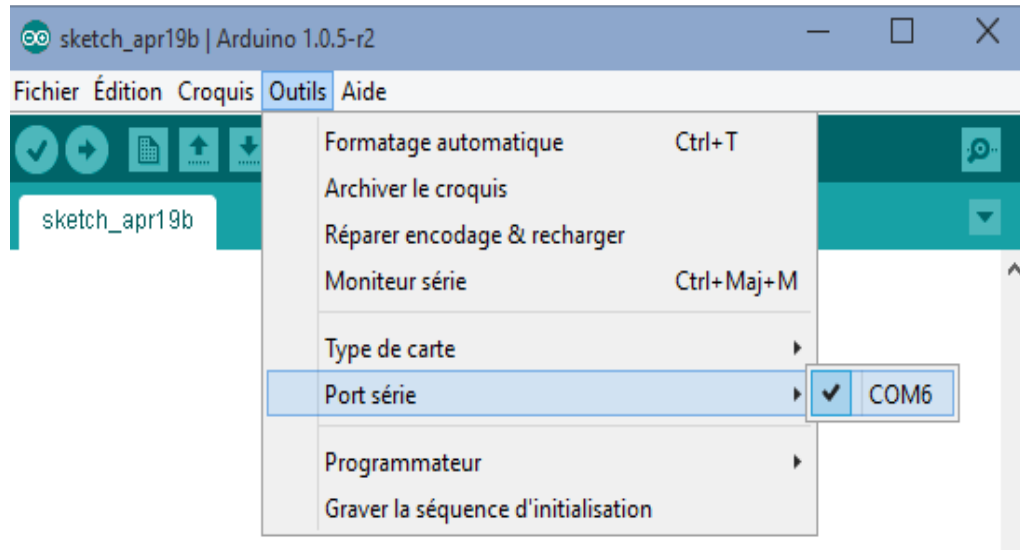 sketch_apr19b | Arduino 1.0.5-r2
Fichier Édition Croquis Outils Aide
Formatage automatique Ctrl+T
Archiver le croquis
sketch_apr19b
Réparer encodage & recharger
Moniteur série Ctrl+Maj+M
Type de carte
Port série COM6
Programmateur
Graver la séquence d'initialisation